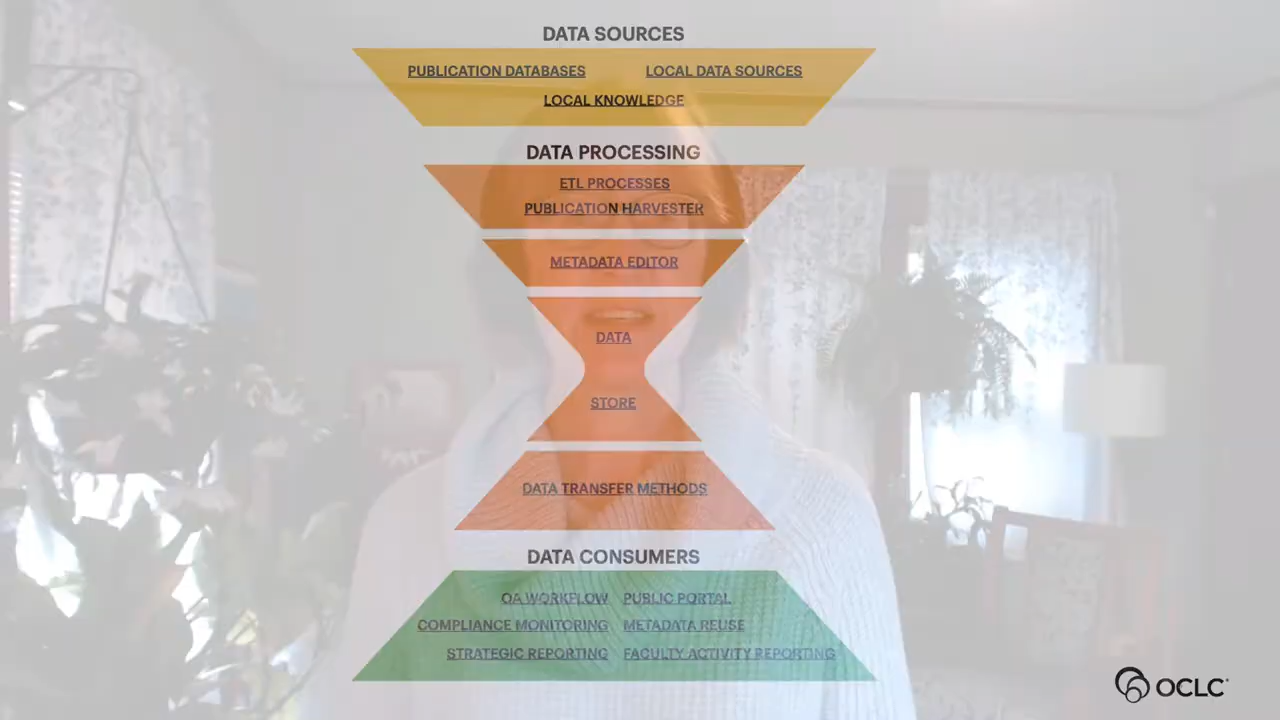 DATA SOURCES
PUBLICATION DATABASES LOCAL DATA SOURCES
LOCAL KNOWLEDGE
DATA PROCESSING
ETL PROCESSES
PUBLICATION HARVESTER
METADATA EDITOR
DATA
STORE
DATA TRANSFER METHODS
DATA CONSUMERS
OA WORKFLOW PUBLIC PORTAL
COMPLIANCE MONITORING METADATA REUSE
STRATEGIC REPORTING FACULTY ACTIVITY REPORTING
OCLC